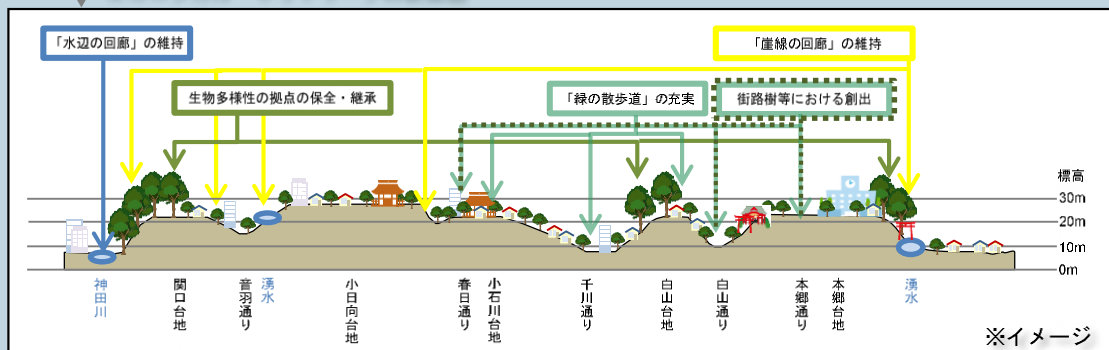 「水辺の回廊」の維持
「崖線の回廊」の維持
生物多様性の拠点の保全・継承
「緑の散歩道」の充実
街路樹等における創出
標高
30m
20m
10m
0m
神田川
関口台地
音羽通り
湧水
小日向台地
春日通り
小石川台地
千川通り
白山台地
白山通り
本郷通り
本郷台地
湧水
※イメージ